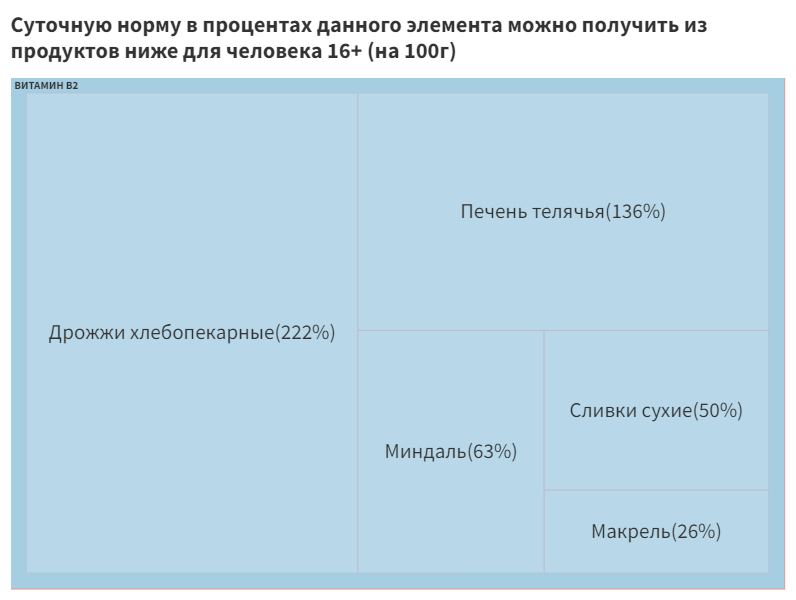 Суточную норму в процентах данного элемента можно получить из
продуктов ниже для человека 16+ (на 100г)
ВИТАМИН B2
Печень телячья(136%)
Дрожжи хлебопекарные(222%)
Сливки сухие(50%)
Миндаль(63%)
Макрель(26%)